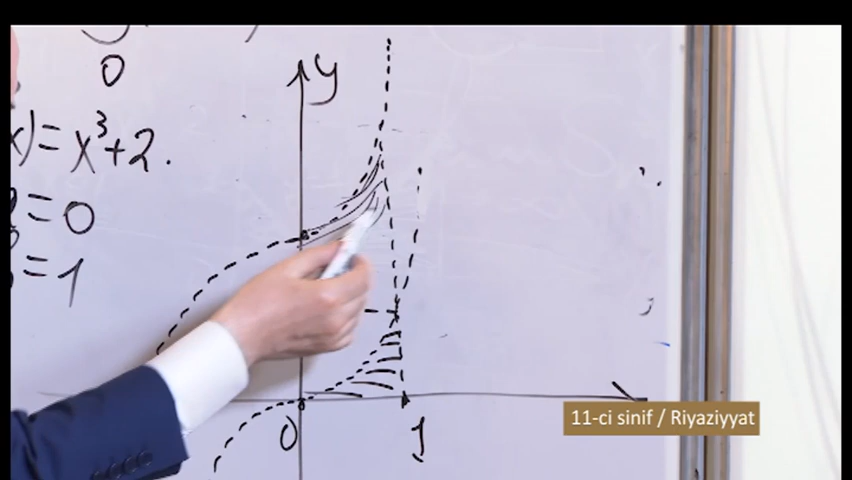 0
y
x)=x³+2.
=0
=1
0
1
11-ci sinif / Riyaziyyat